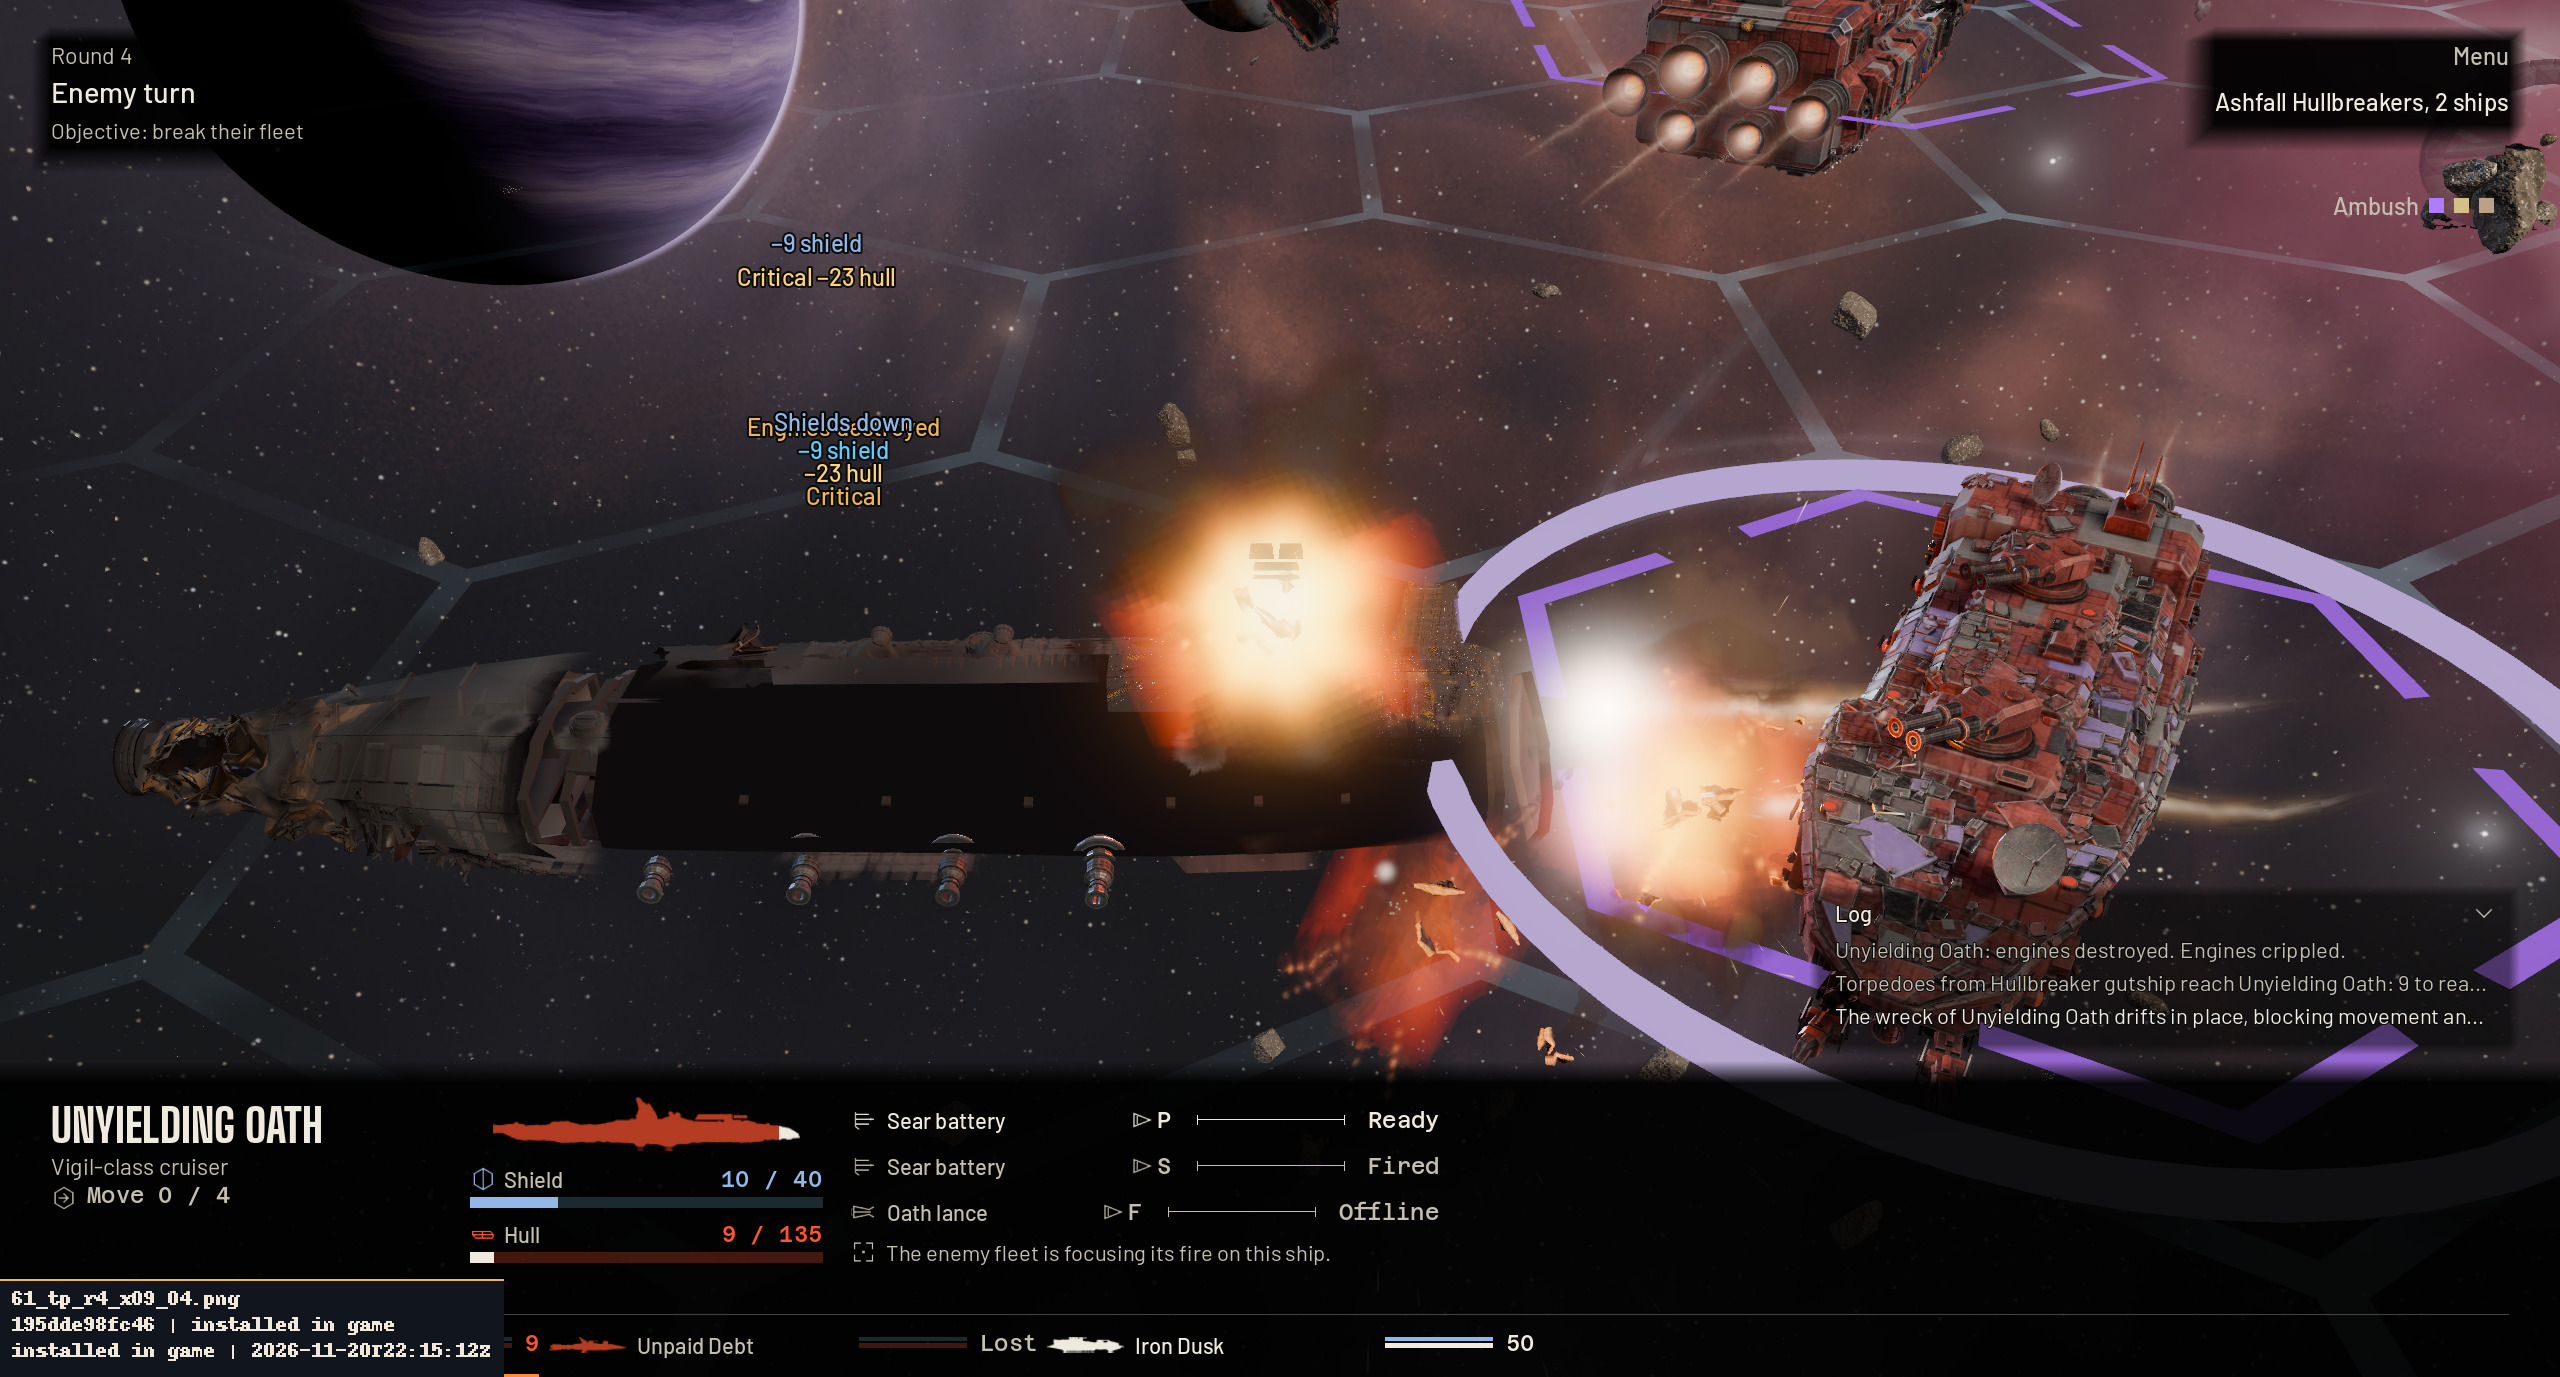 Round 4
Enemy turn
Objective: break their fleet
Menu
Ashfall Hullbreakers, 2 ships
Ambush
–9 shield
Critical –23 hull
Shields down
Engines destroyed
–9 shield
–23 hull
Critical
Log
Unyielding Oath: engines destroyed. Engines crippled.
Torpedoes from Hullbreaker gutship reach Unyielding Oath: 9 to rea...
The wreck of Unyielding Oath drifts in place, blocking movement an...
UNYIELDING OATH
Vigil-class cruiser
Move 0 / 4
Shield 10 / 40
Hull 9 / 135
Sear battery P Ready
Sear battery S Fired
Oath lance F Offline
The enemy fleet is focusing its fire on this ship.
61_tp_r4_x09_04.png
195dde98fc46 | installed in game
installed in game | 2026-11-20T22:15:12Z
9 Unpaid Debt Lost Iron Dusk 50